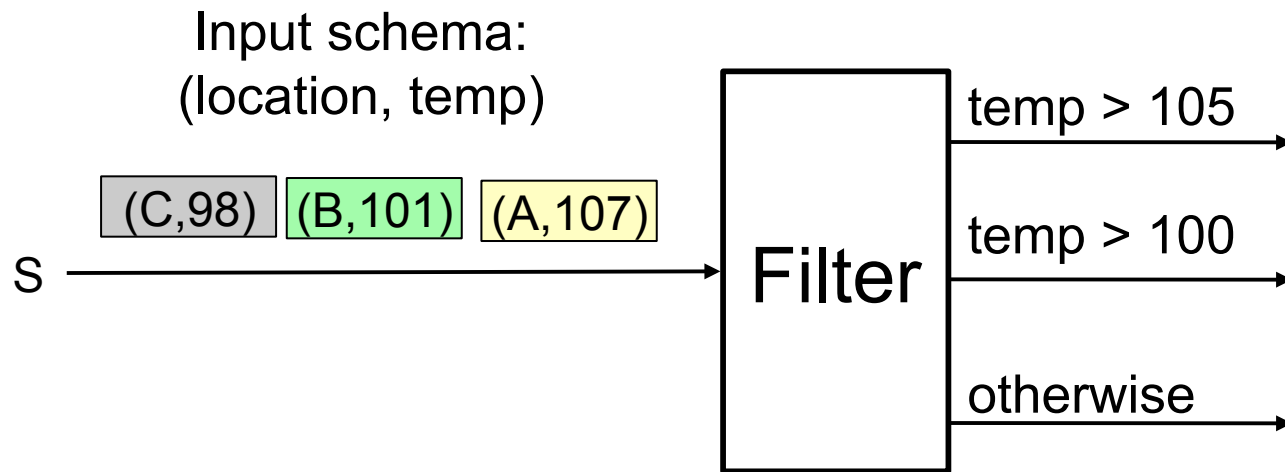 Input schema:
(location, temp)
(C,98) (B,101) (A,107)
S
Filter
temp > 105
temp > 100
otherwise